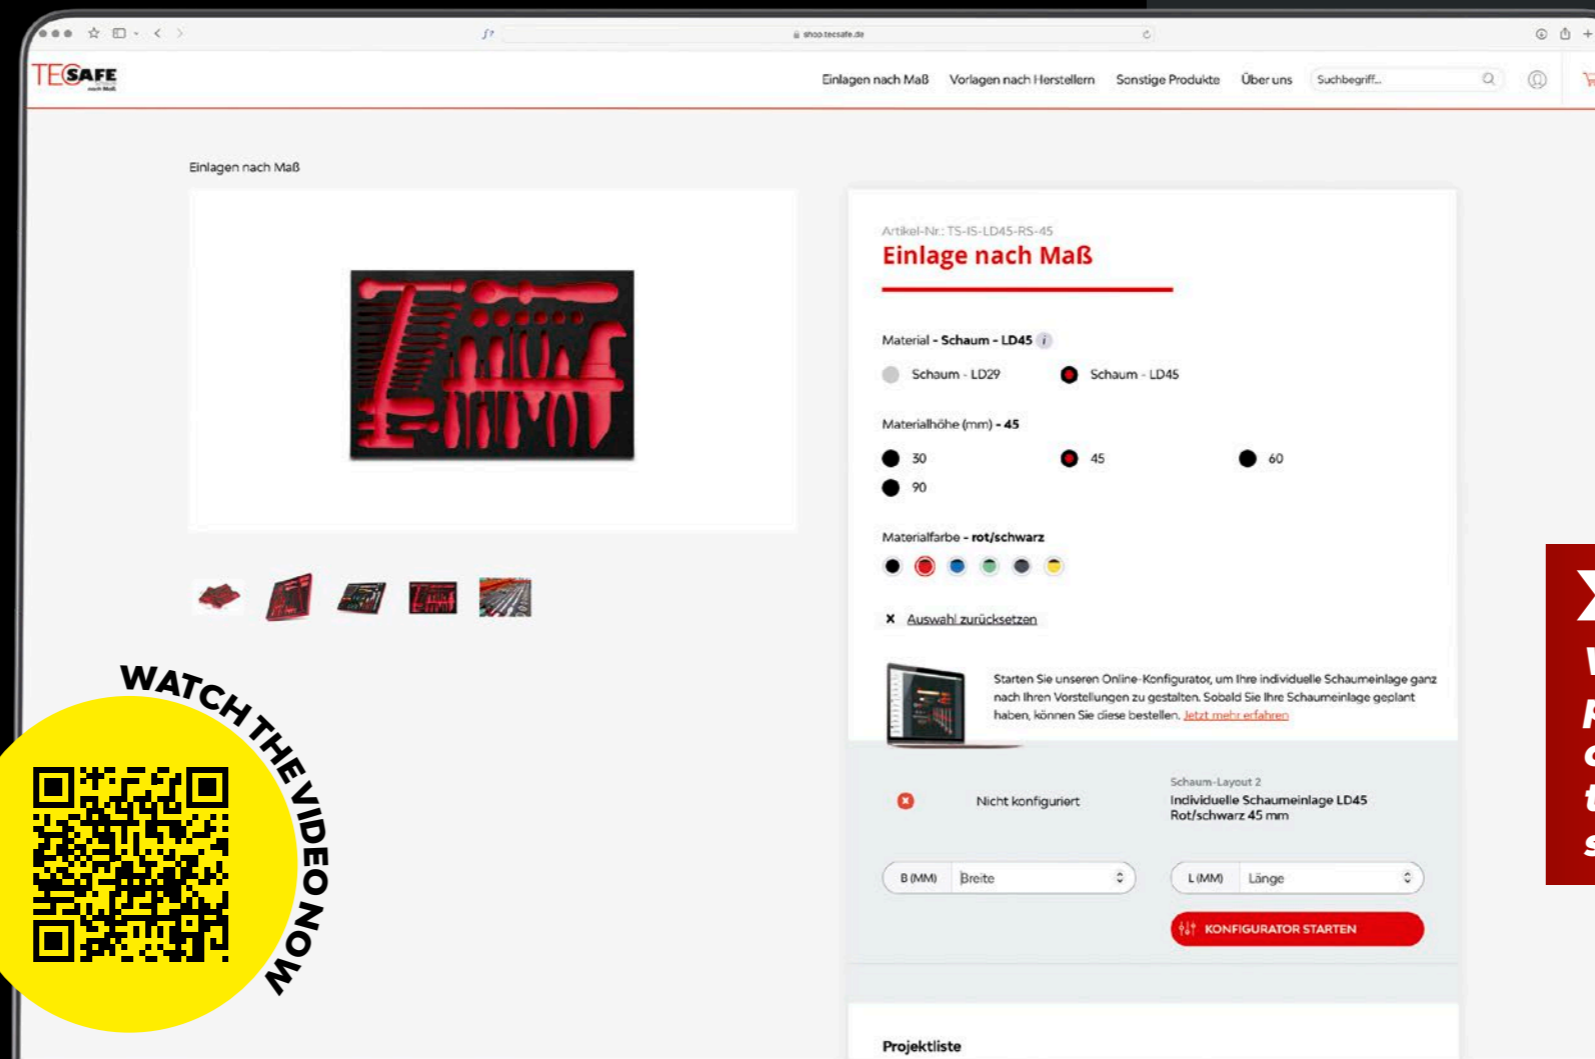 shop.tecsafe.de
TECSAFE
nach Maß
Einlagen nach Maß Vorlagen nach Herstellern Sonstige Produkte Über uns Suchbegriff...
Einlagen nach Maß
Artikel-Nr.: TS-IS-LD45-RS-45
Einlage nach Maß
Material - Schaum - LD45 i
Schaum - LD29 Schaum - LD45
Materialhöhe (mm) - 45
30 45 60
90
Materialfarbe - rot/schwarz
Auswahl zurücksetzen
Starten Sie unseren Online-Konfigurator, um Ihre individuelle Schaumeinlage ganz
nach Ihren Vorstellungen zu gestalten. Sobald Sie Ihre Schaumeinlage geplant
haben, können Sie diese bestellen. Jetzt mehr erfahren
Nicht konfiguriert
Schaum-Layout 2
Individuelle Schaumeinlage LD45
Rot/schwarz 45 mm
B (MM) Breite
L (MM) Länge
KONFIGURATOR STARTEN
Projektliste
WATCH THE VIDEO NOW